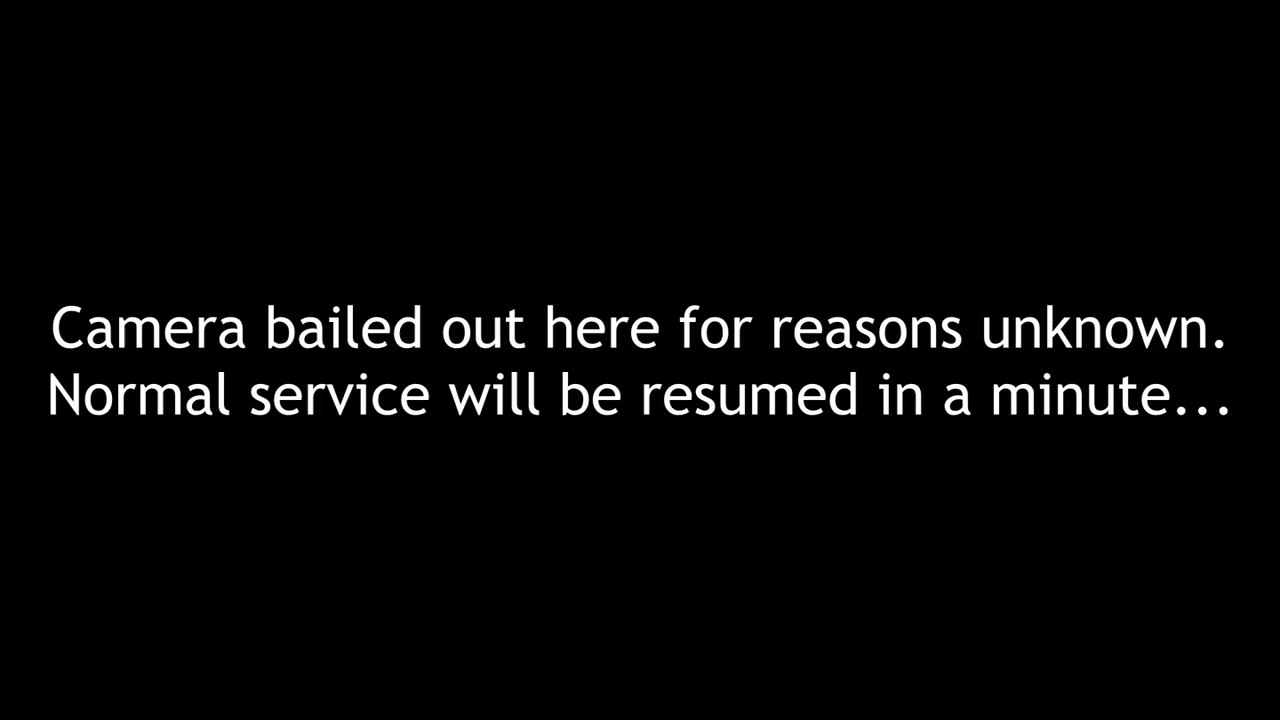 Camera bailed out here for reasons unknown.
Normal service will be resumed in a minute...